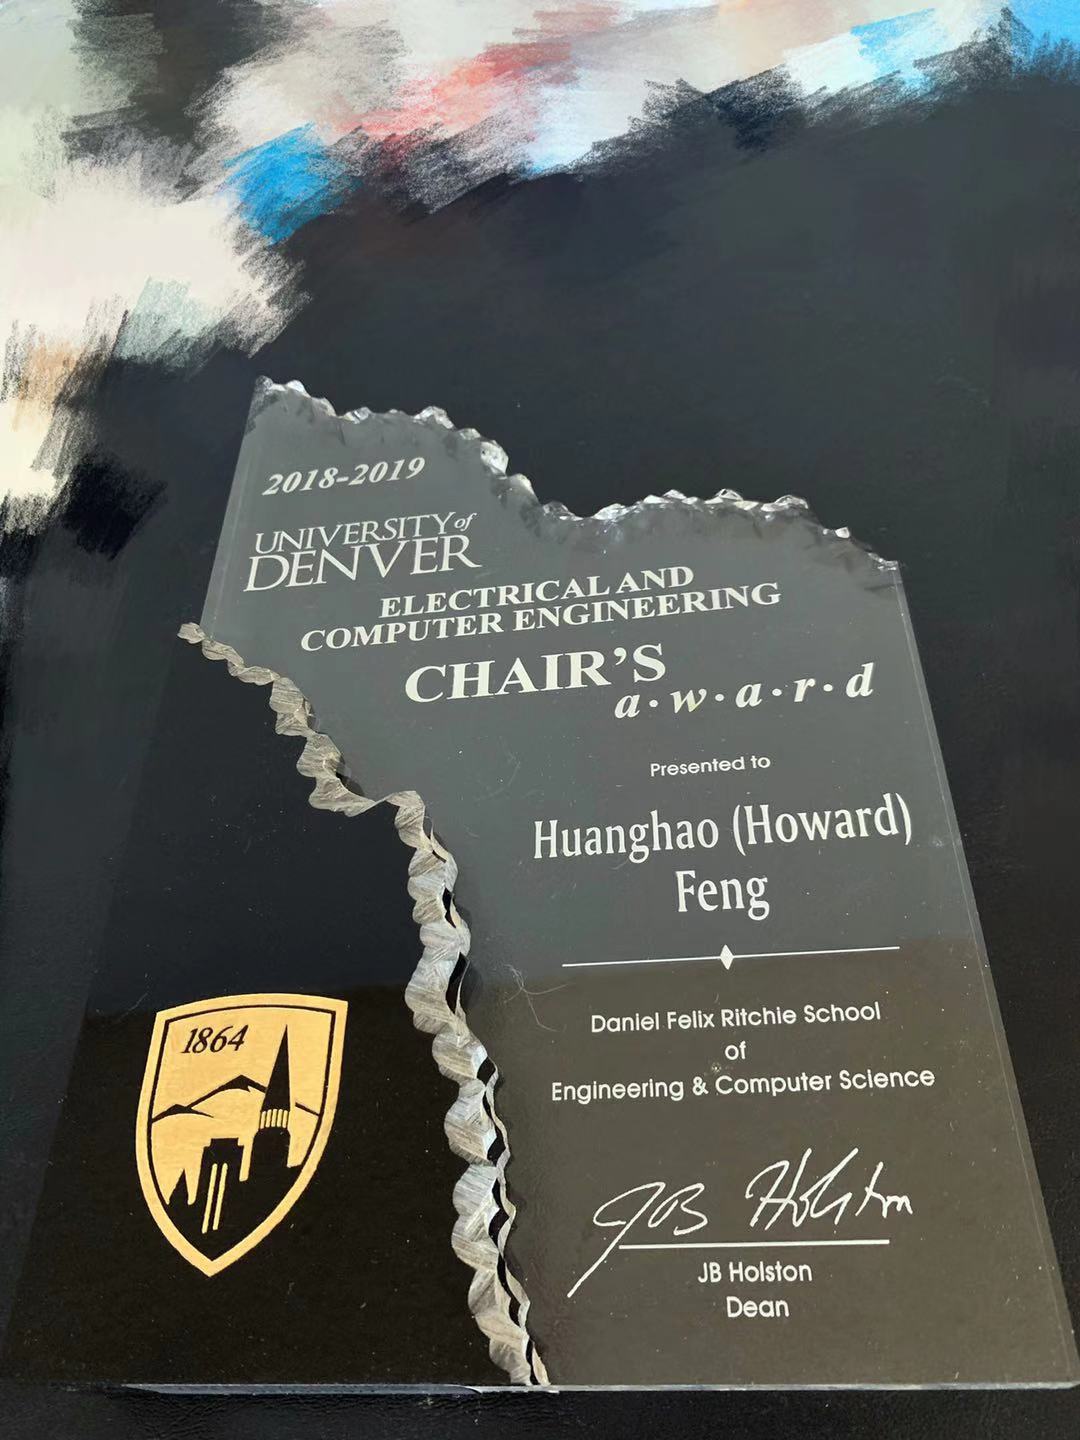 2018-2019
UNIVERSITY of
DENVER
ELECTRICAL AND
COMPUTER ENGINEERING
CHAIR'S
a·w·a·r·d
Presented to
Huanghao (Howard)
Feng
Daniel Felix Ritchie School
of
Engineering & Computer Science
1864
JB Holston
JB Holston
Dean